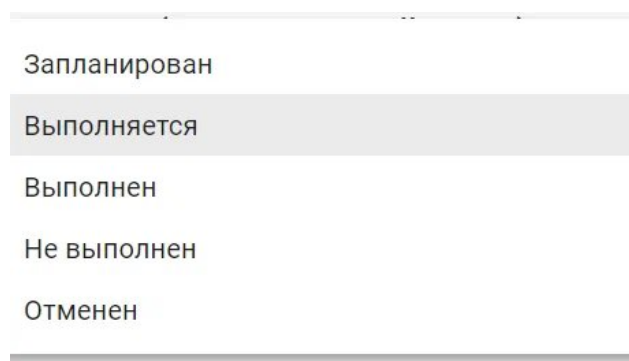 Запланирован
Выполняется
Выполнен
Не выполнен
Отменен